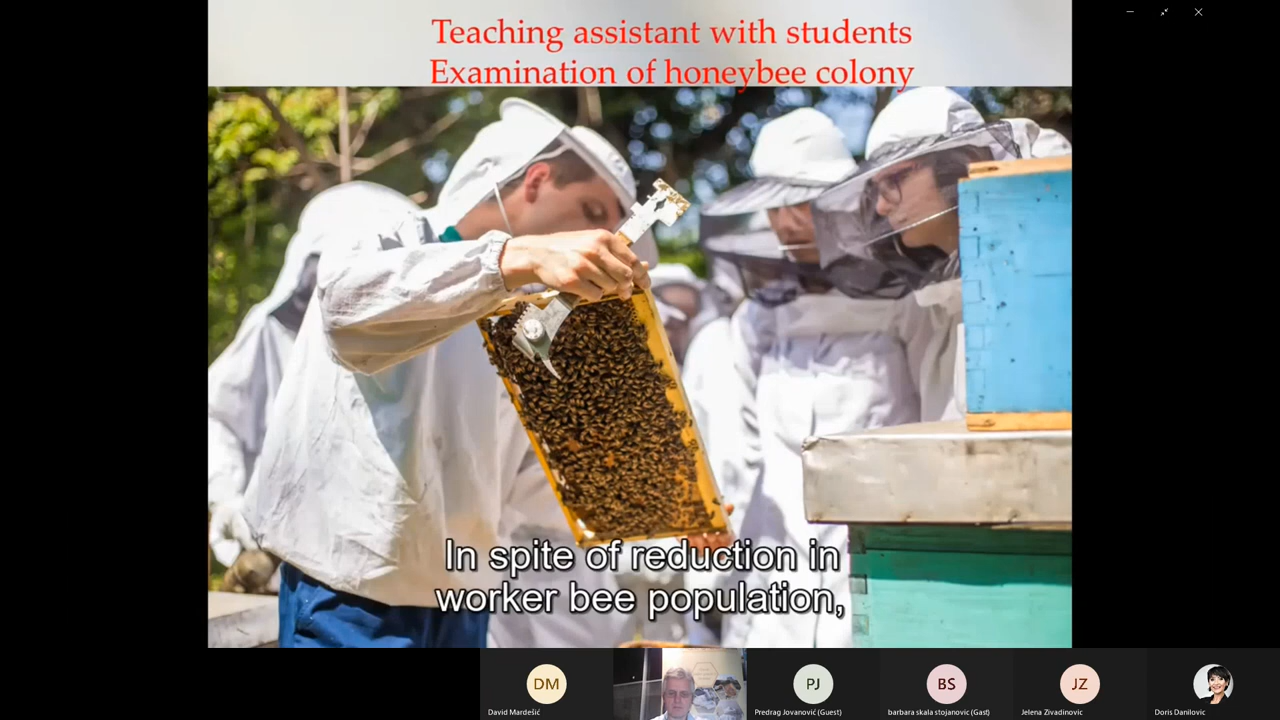 Teaching assistant with students
Examination of honeybee colony
In spite of reduction in
worker bee population,
DM
PJ
BS
JZ
David Mardešić
Predrag Jovanović (Guest)
barbara skala stojanovic (Gast)
Jelena Zivadinovic
Doris Danilovic